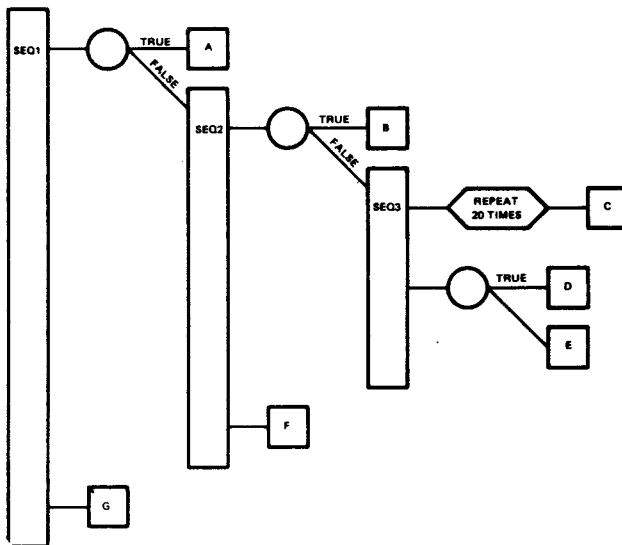 SEQ1
TRUE
A
FALSE
SEQ2
TRUE
B
FALSE
SEQ3
REPEAT
20 TIMES
C
TRUE
D
E
F
G